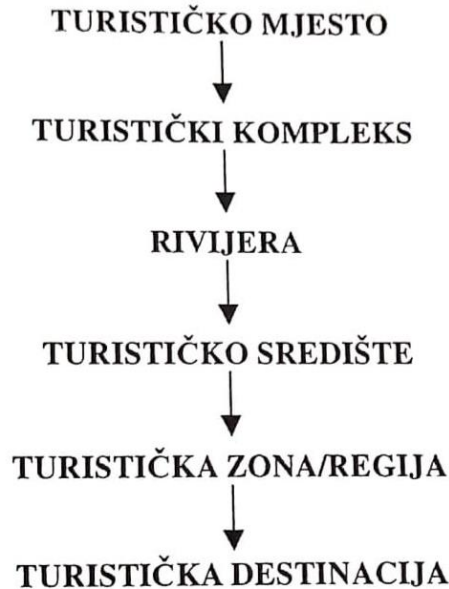 TURISTIČKO MJESTO
TURISTIČKI KOMPLEKS
RIVIJERA
TURISTIČKO SREDIŠTE
TURISTIČKA ZONA/REGIJA
TURISTIČKA DESTINACIJA